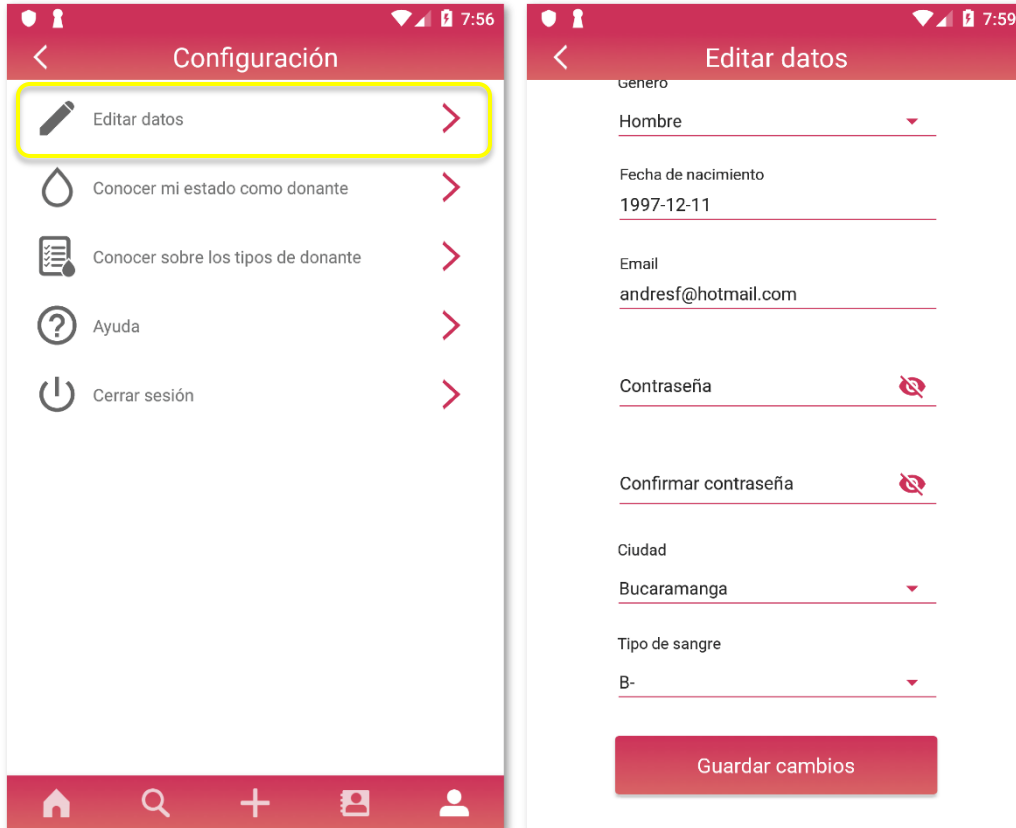 7:56
Configuración
Editar datos
Conocer mi estado como donante
Conocer sobre los tipos de donante
Ayuda
Cerrar sesión
7:59
Editar datos
Género
Hombre
Fecha de nacimiento
1997-12-11
Email
andresf@hotmail.com
Contraseña
Confirmar contraseña
Ciudad
Bucaramanga
Tipo de sangre
B-
Guardar cambios